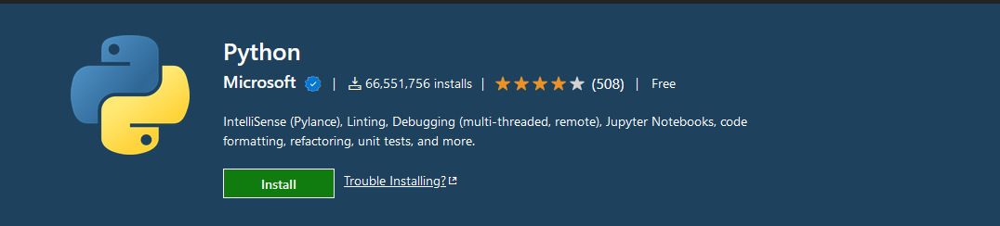 Python
Microsoft | 66,551,756 installs | (508) | Free
IntelliSense (Pylance), Linting, Debugging (multi-threaded, remote), Jupyter Notebooks, code
formatting, refactoring, unit tests, and more.
Install Trouble Installing?